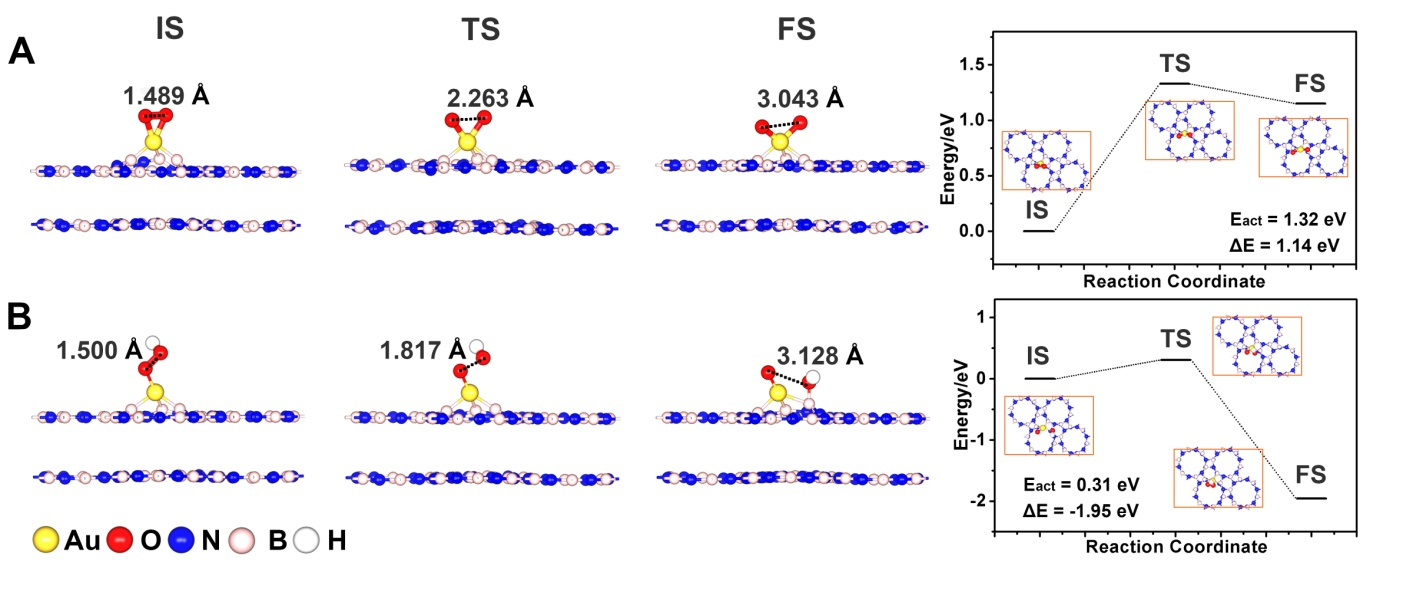 IS TS FS
A
1.489 Å 2.263 Å 3.043 Å
Energy/eV
1.5
1.0
0.5
0.0
TS
FS
IS
Eact = 1.32 eV
ΔE = 1.14 eV
Reaction Coordinate
B
1.500 Å 1.817 Å 3.128 Å
Energy/eV
1
0
-1
-2
IS
TS
FS
Eact = 0.31 eV
ΔE = -1.95 eV
Reaction Coordinate
Au O N B H